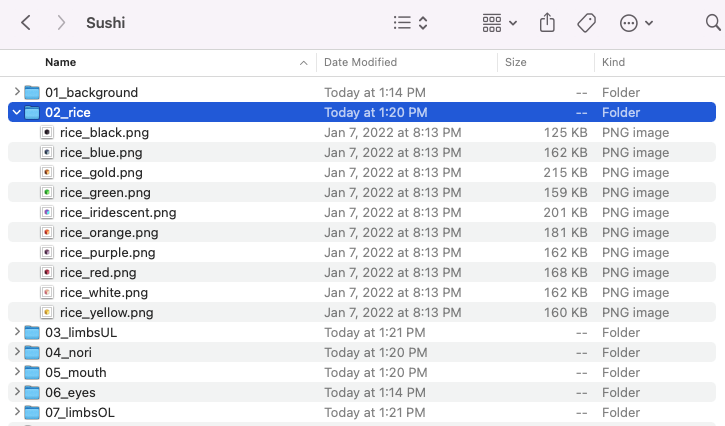 Sushi
Name Date Modified Size Kind
01_background Today at 1:14 PM -- Folder
02_rice Today at 1:20 PM -- Folder
rice_black.png Jan 7, 2022 at 8:13 PM 125 KB PNG image
rice_blue.png Jan 7, 2022 at 8:13 PM 162 KB PNG image
rice_gold.png Jan 7, 2022 at 8:13 PM 215 KB PNG image
rice_green.png Jan 7, 2022 at 8:13 PM 159 KB PNG image
rice_iridescent.png Jan 7, 2022 at 8:13 PM 201 KB PNG image
rice_orange.png Jan 7, 2022 at 8:13 PM 181 KB PNG image
rice_purple.png Jan 7, 2022 at 8:13 PM 162 KB PNG image
rice_red.png Jan 7, 2022 at 8:13 PM 168 KB PNG image
rice_white.png Jan 7, 2022 at 8:13 PM 162 KB PNG image
rice_yellow.png Jan 7, 2022 at 8:13 PM 160 KB PNG image
03_limbsUL Today at 1:21 PM -- Folder
04_nori Today at 1:20 PM -- Folder
05_mouth Today at 1:20 PM -- Folder
06_eyes Today at 1:14 PM -- Folder
07_limbsOL Today at 1:21 PM -- Folder